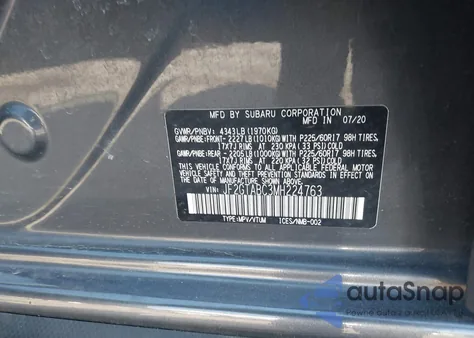 MFD BY SUBARU CORPORATION IN 07/20
GVWR/PNBV: 4343LB(1970KG)
GAWR/PNBE:FRONT-2227LB(1010KG)WITH P225/60R17 98H TIRES,
17X7J RIMS AT 230 KPA (33 PSI)COLD
GAWR/PNBE:REAR -2205LB(1000KG)WITH P225/60R17 98H TIRES,
17X7J RIMS AT 220 KPA (32 PSI)COLD
THIS VEHICLE CONFORMS TO ALL APPLICABLE FEDERAL MOTOR
VEHICLE SAFETY AND THEFT PREVENTION STANDARDS IN
EFFECT ON THE DATE OF MANUFACTURE SHOWN ABOVE.
VIN: JF2GTABC3MH224763
TYPE:MPV/VTUM ICES/NMB-002
autoSnap